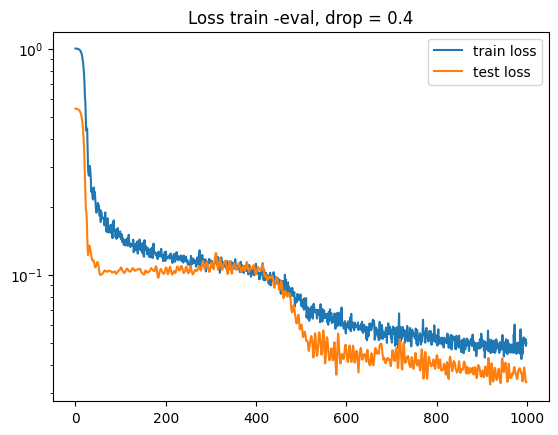 Loss train -eval, drop = 0.4
train loss
test loss
10⁰
10⁻¹
0 200 400 600 800 1000